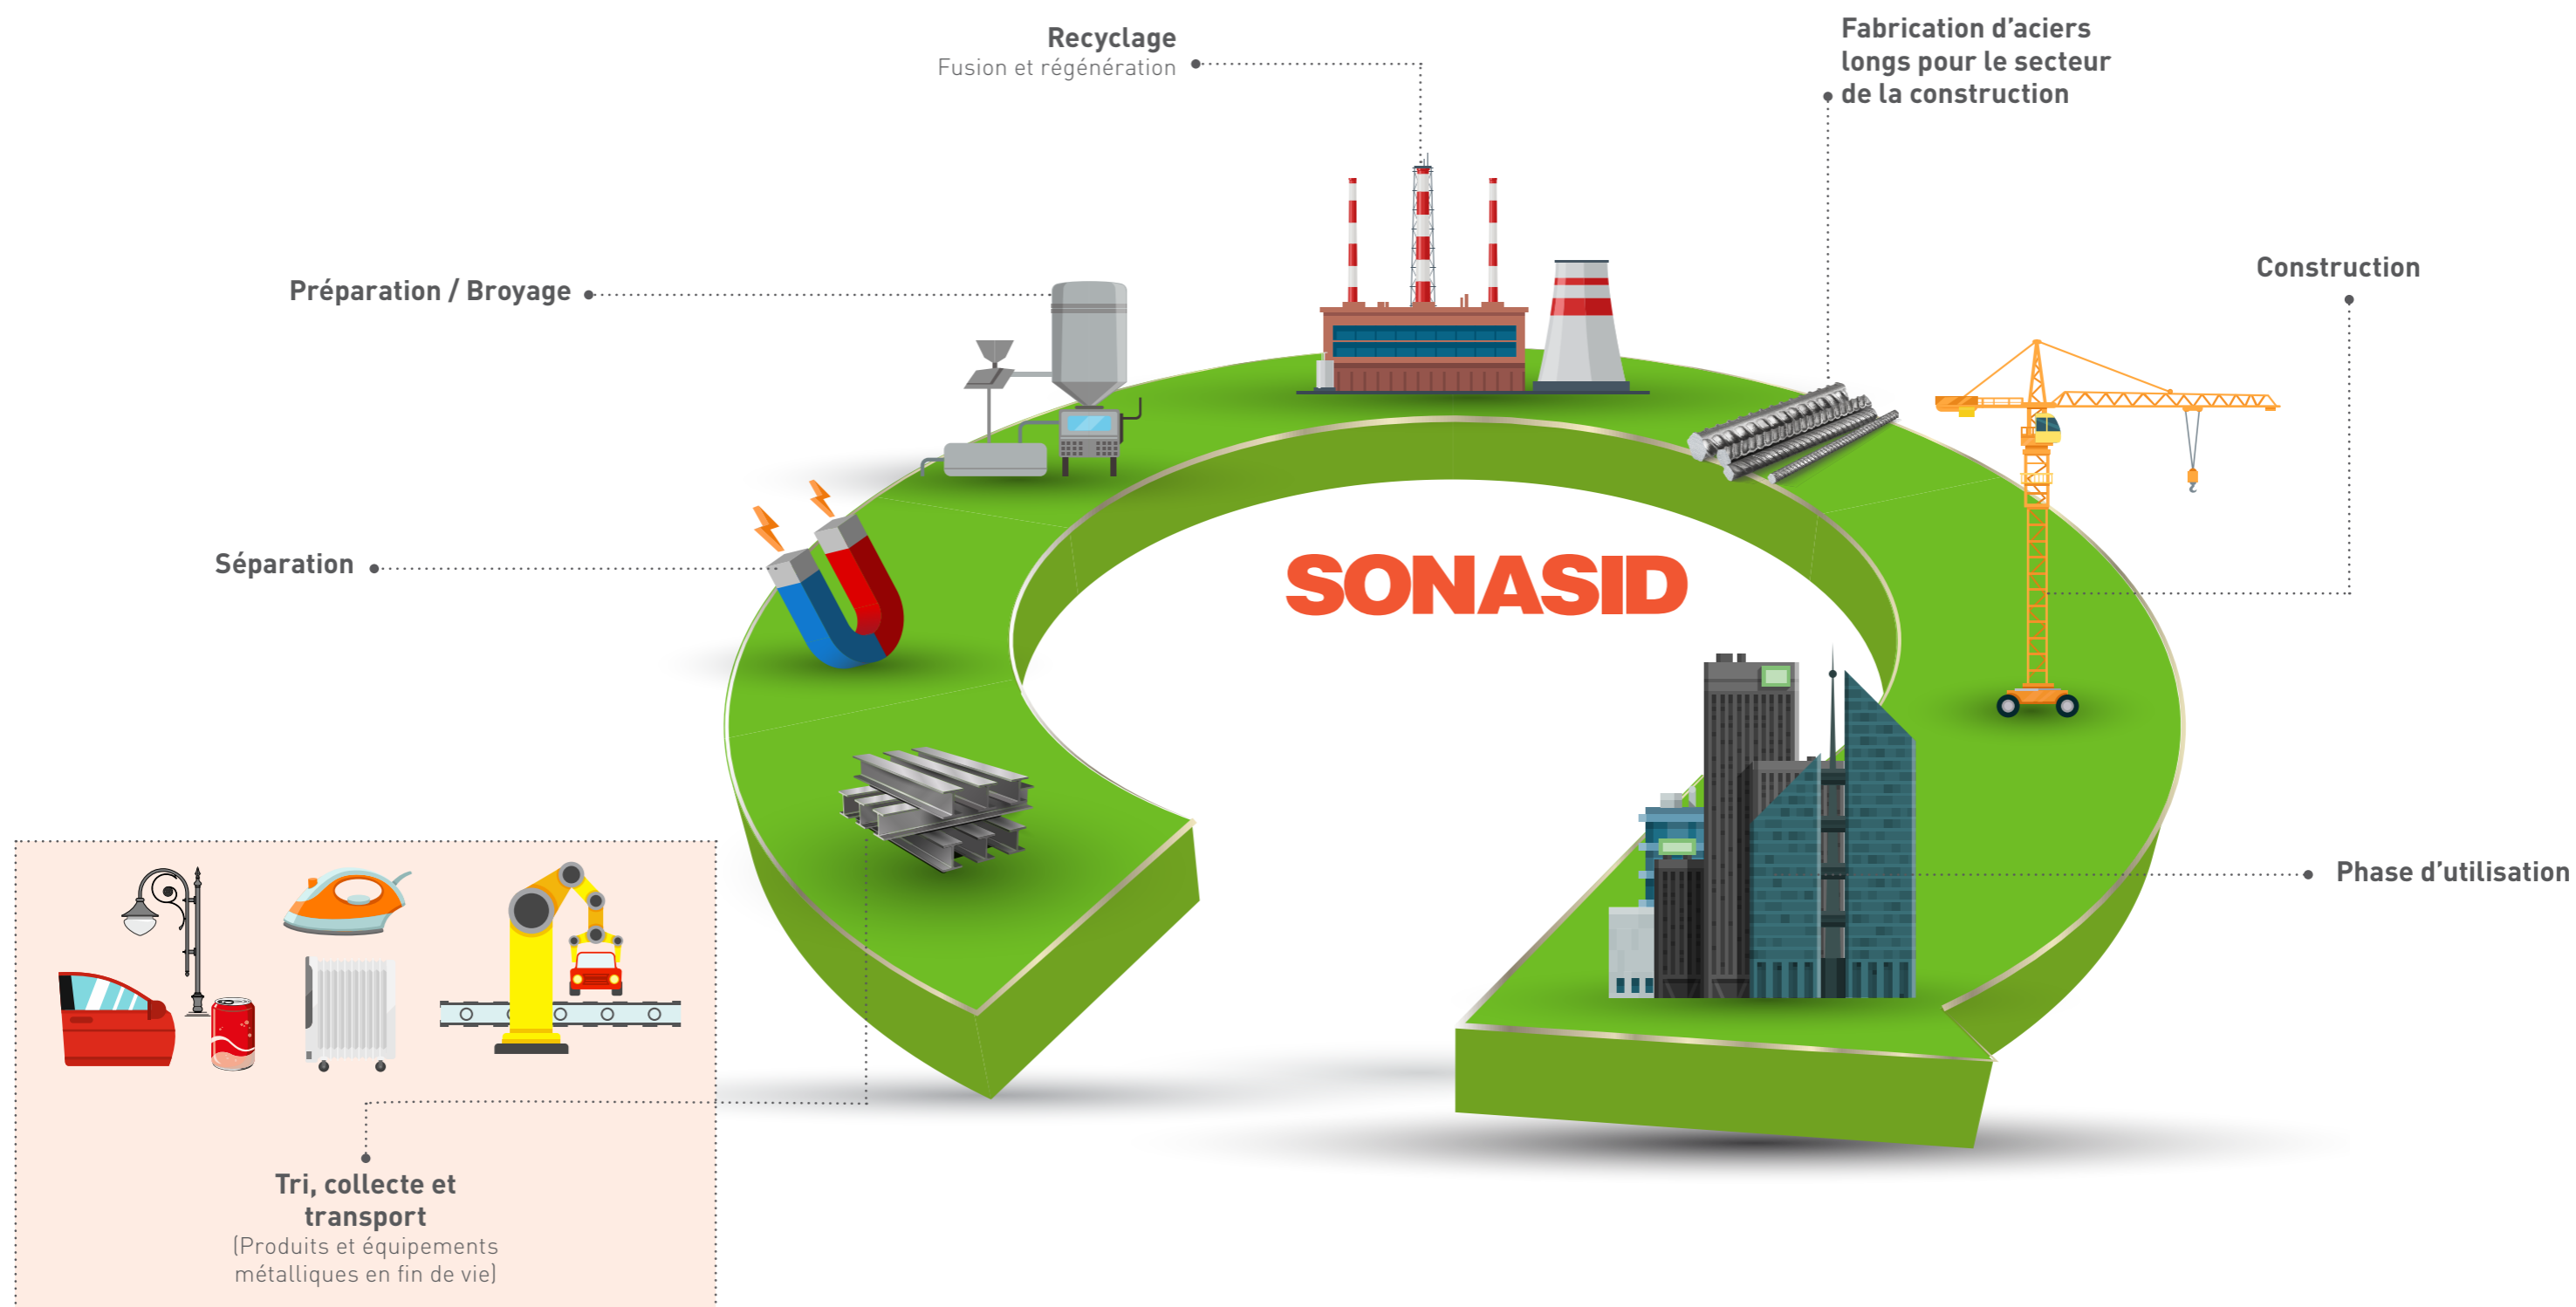 Recyclage
Fusion et régénération
Fabrication d’aciers
longs pour le secteur
de la construction
Construction
Préparation / Broyage
Séparation
SONASID
Phase d’utilisation
Tri, collecte et
transport
(Produits et équipements
métalliques en fin de vie)